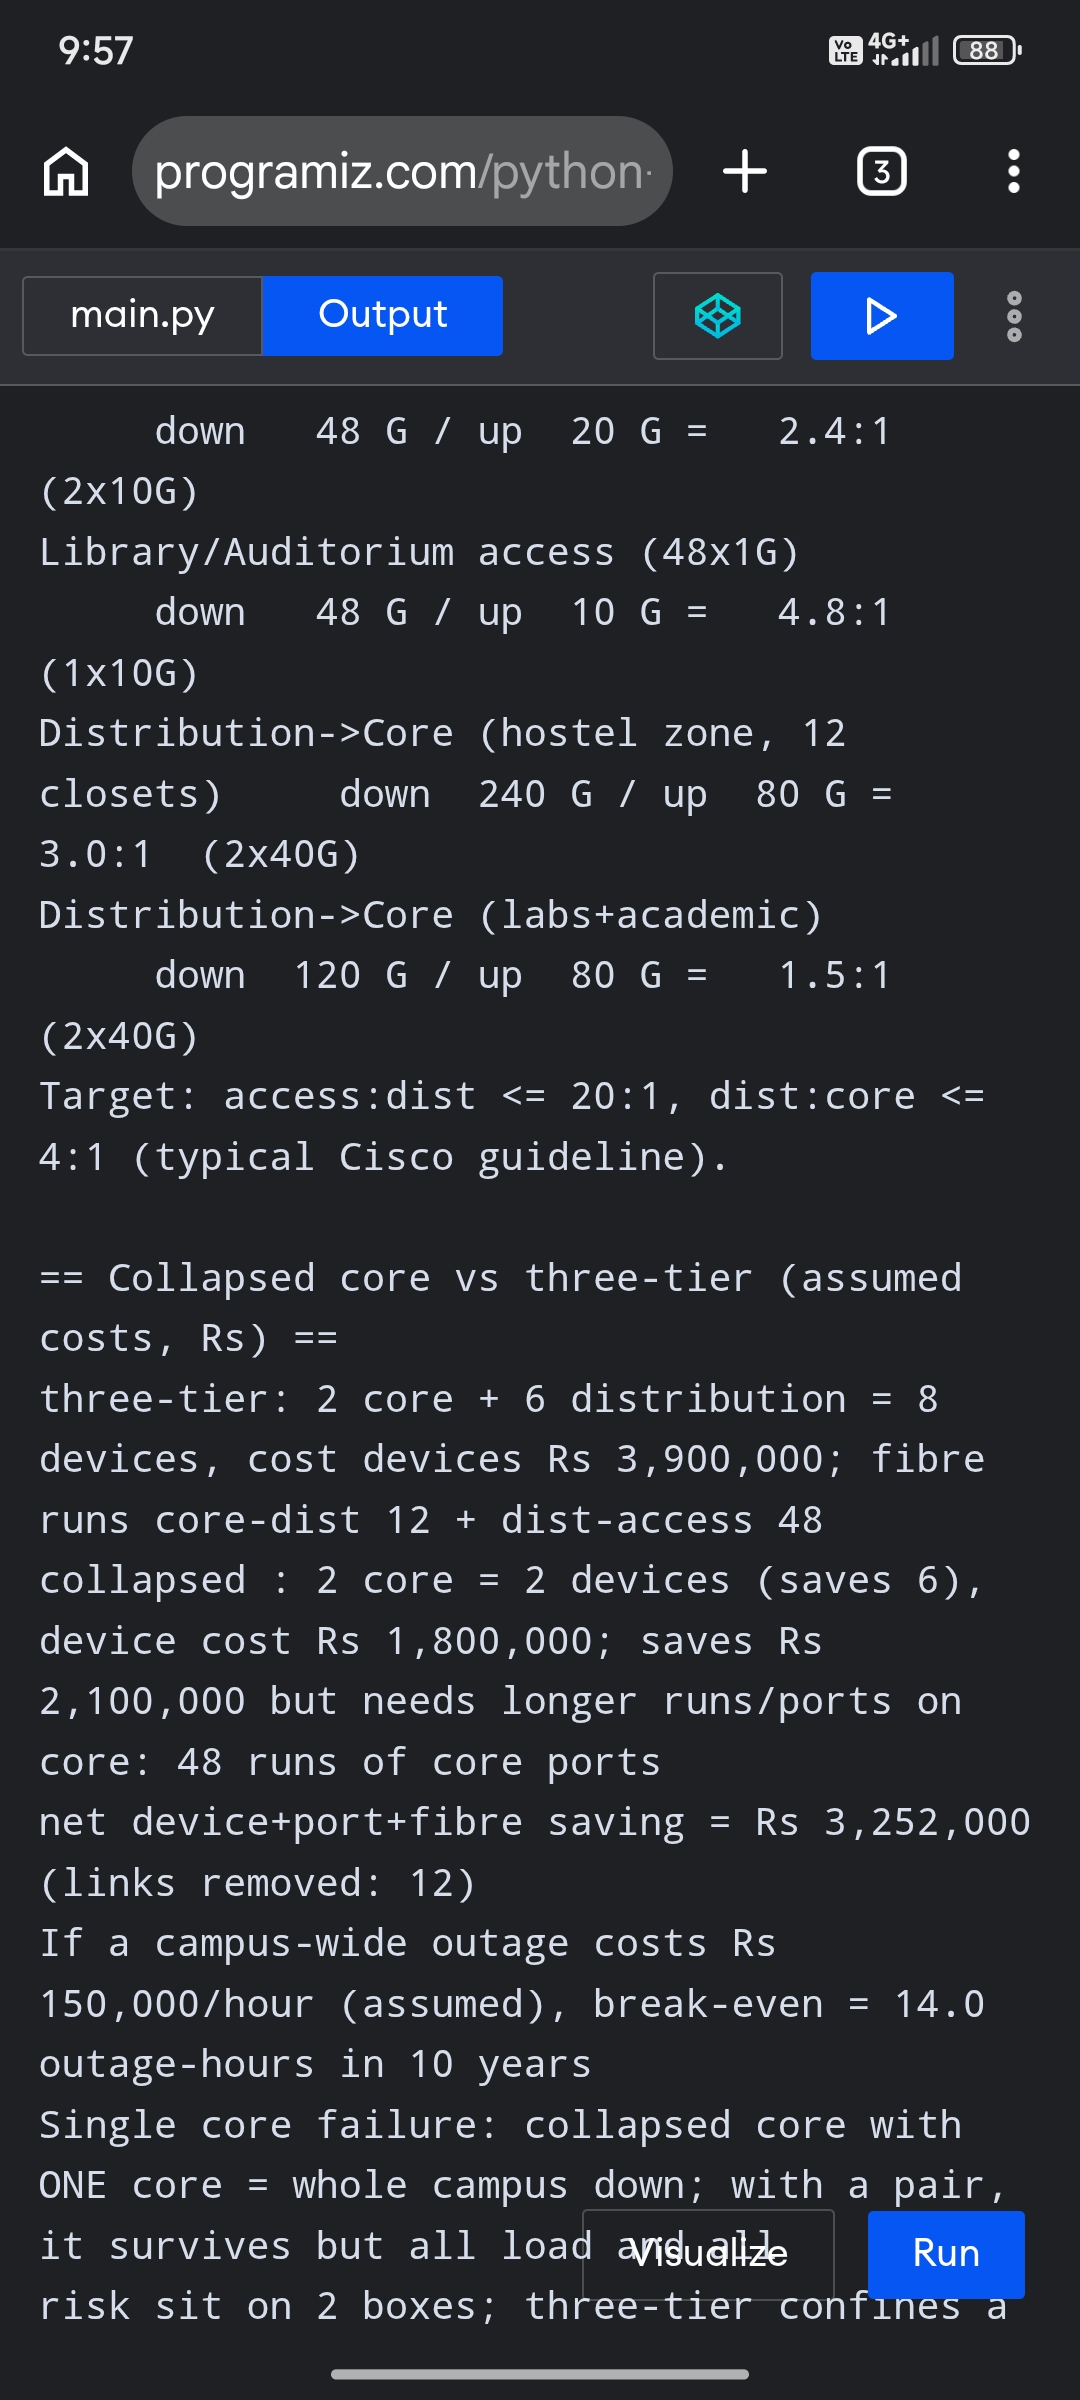 9:57
Vo LTE 4G+ 88
programiz.com/python-
3
main.py Output
down 48 G / up 20 G = 2.4:1
(2x10G)
Library/Auditorium access (48x1G)
down 48 G / up 10 G = 4.8:1
(1x10G)
Distribution->Core (hostel zone, 12
closets) down 240 G / up 80 G =
3.0:1 (2x40G)
Distribution->Core (labs+academic)
down 120 G / up 80 G = 1.5:1
(2x40G)
Target: access:dist <= 20:1, dist:core <=
4:1 (typical Cisco guideline).
== Collapsed core vs three-tier (assumed
costs, Rs) ==
three-tier: 2 core + 6 distribution = 8
devices, cost devices Rs 3,900,000; fibre
runs core-dist 12 + dist-access 48
collapsed : 2 core = 2 devices (saves 6),
device cost Rs 1,800,000; saves Rs
2,100,000 but needs longer runs/ports on
core: 48 runs of core ports
net device+port+fibre saving = Rs 3,252,000
(links removed: 12)
If a campus-wide outage costs Rs
150,000/hour (assumed), break-even = 14.0
outage-hours in 10 years
Single core failure: collapsed core with
ONE core = whole campus down; with a pair,
it survives but all load and all
Visualize Run
risk sit on 2 boxes; three-tier confines a